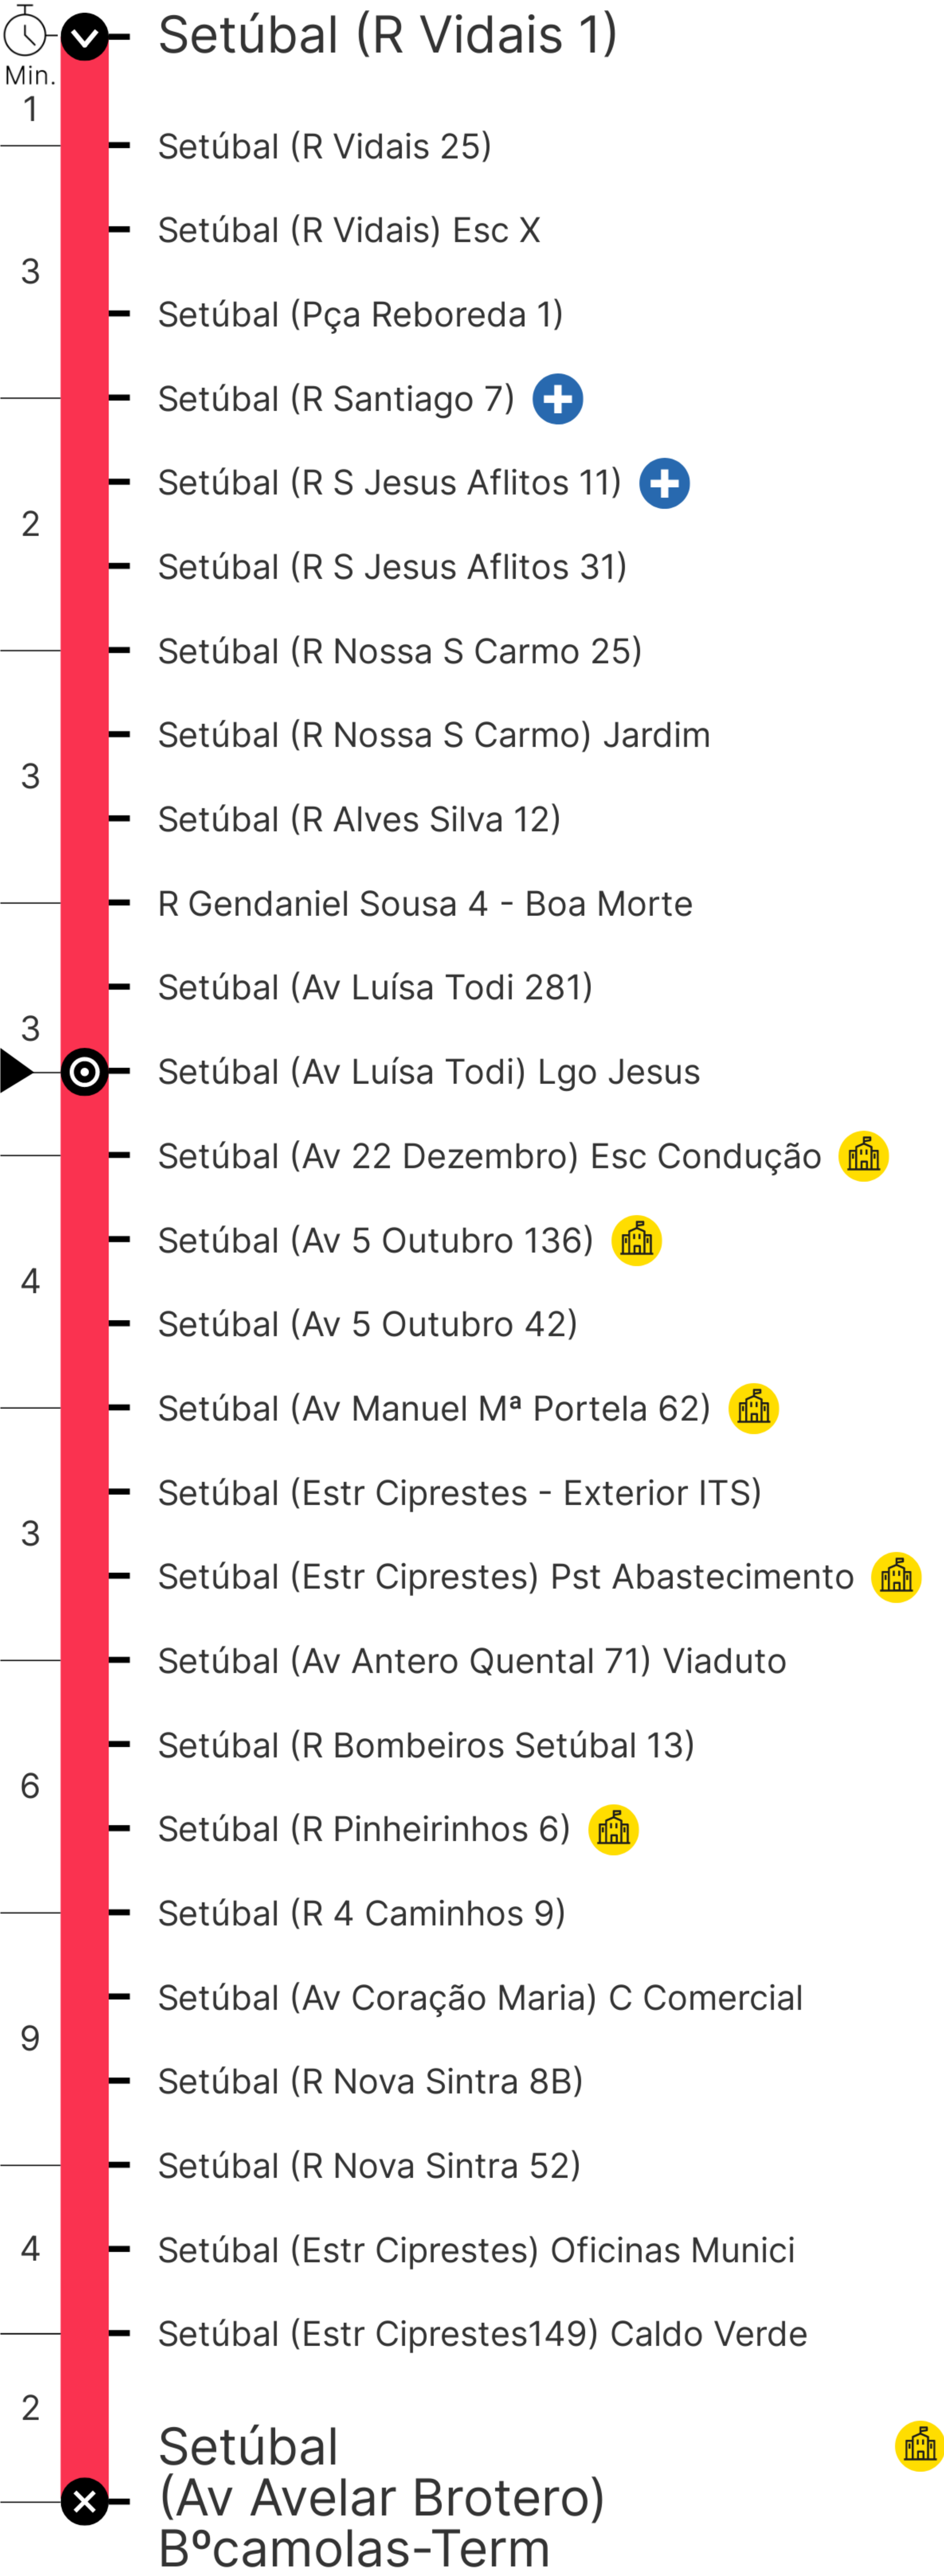 Setúbal (R Vidais 1)
Min.
1
Setúbal (R Vidais 25)
Setúbal (R Vidais) Esc X
3
Setúbal (Pça Reboreda 1)
Setúbal (R Santiago 7)
Setúbal (R S Jesus Aflitos 11)
2
Setúbal (R S Jesus Aflitos 31)
Setúbal (R Nossa S Carmo 25)
Setúbal (R Nossa S Carmo) Jardim
3
Setúbal (R Alves Silva 12)
R Gendaniel Sousa 4 - Boa Morte
Setúbal (Av Luísa Todi 281)
3
Setúbal (Av Luísa Todi) Lgo Jesus
Setúbal (Av 22 Dezembro) Esc Condução
Setúbal (Av 5 Outubro 136)
4
Setúbal (Av 5 Outubro 42)
Setúbal (Av Manuel Mª Portela 62)
Setúbal (Estr Ciprestes - Exterior ITS)
3
Setúbal (Estr Ciprestes) Pst Abastecimento
Setúbal (Av Antero Quental 71) Viaduto
Setúbal (R Bombeiros Setúbal 13)
6
Setúbal (R Pinheirinhos 6)
Setúbal (R 4 Caminhos 9)
Setúbal (Av Coração Maria) C Comercial
9
Setúbal (R Nova Sintra 8B)
Setúbal (R Nova Sintra 52)
4
Setúbal (Estr Ciprestes) Oficinas Munici
Setúbal (Estr Ciprestes149) Caldo Verde
2
Setúbal
(Av Avelar Brotero)
Bºcamolas-Term